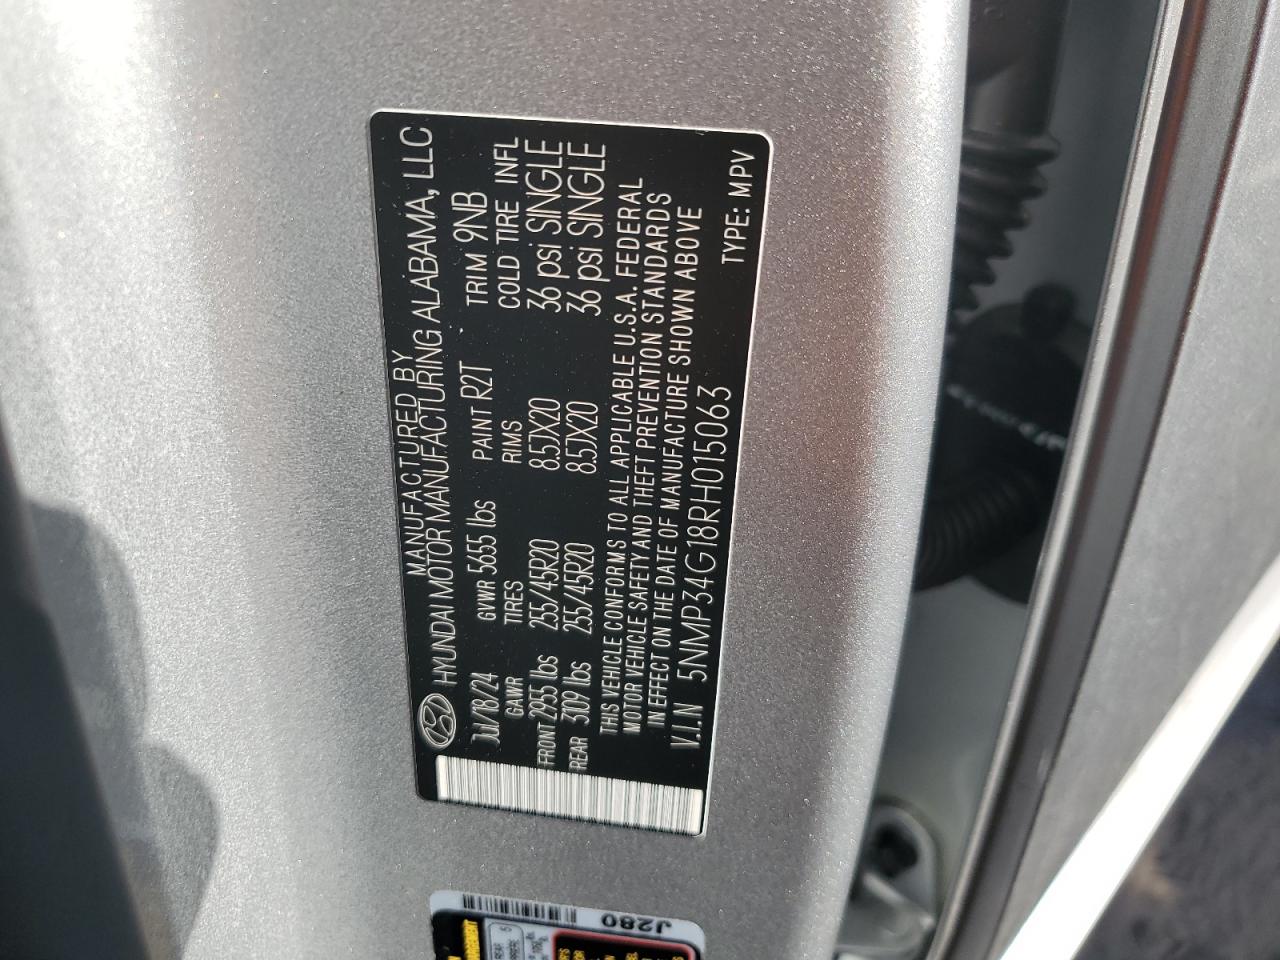 MANUFACTURED BY
HYUNDAI MOTOR MANUFACTURING ALABAMA, LLC
Jul/18/24 GVWR 5655 lbs PAINT R2T TRIM 9NB
GAWR TIRES RIMS COLD TIRE INFL
FRONT 2955 lbs 255/45R20 8.5JX20 36 psi SINGLE
REAR 3109 lbs 255/45R20 8.5JX20 36 psi SINGLE
THIS VEHICLE CONFORMS TO ALL APPLICABLE U.S.A. FEDERAL
MOTOR VEHICLE SAFETY AND THEFT PREVENTION STANDARDS
IN EFFECT ON THE DATE OF MANUFACTURE SHOWN ABOVE
V.I.N 5NMP34G18RH015063 TYPE: MPV
J280
REAR 5